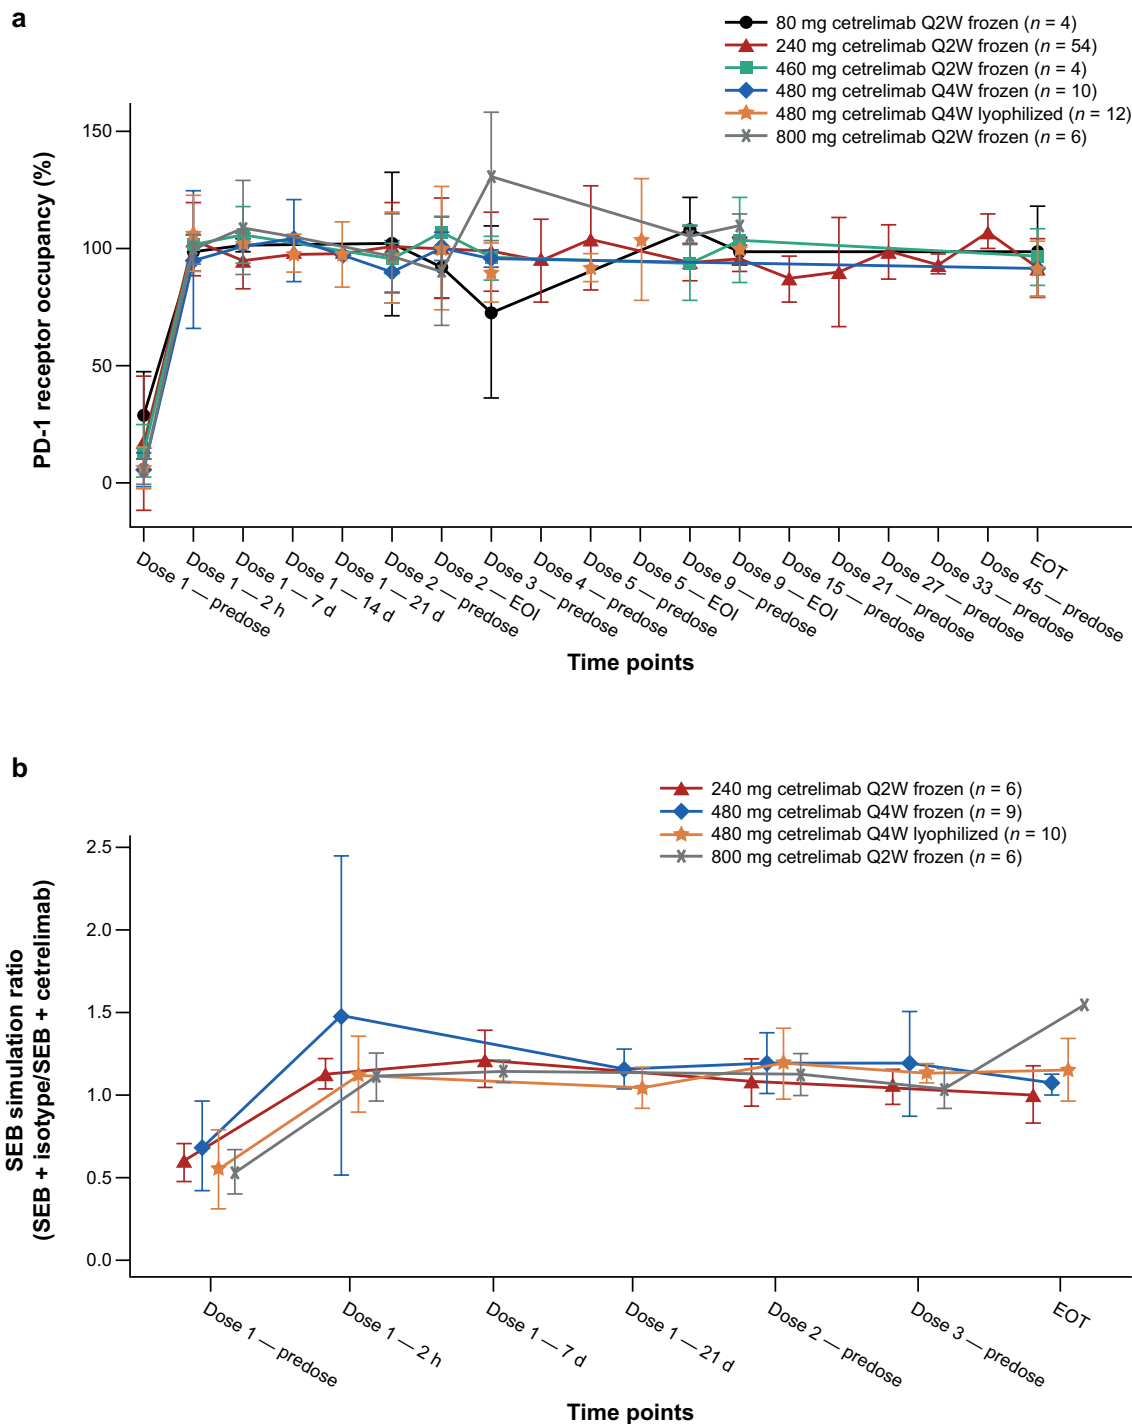 a
80 mg cetrelimab Q2W frozen (n = 4)
240 mg cetrelimab Q2W frozen (n = 54)
460 mg cetrelimab Q2W frozen (n = 4)
480 mg cetrelimab Q4W frozen (n = 10)
480 mg cetrelimab Q4W lyophilized (n = 12)
800 mg cetrelimab Q2W frozen (n = 6)
PD-1 receptor occupancy (%)
150
100
50
0
Dose 1 — predose
Dose 1 — 2 h
Dose 1 — 7 d
Dose 1 — 14 d
Dose 1 — 21 d
Dose 2 — predose
Dose 2 — EOI
Dose 3 — predose
Dose 4 — predose
Dose 5 — predose
Dose 5 — EOI
Dose 9 — predose
Dose 9 — EOI
Dose 15 — predose
Dose 21 — predose
Dose 27 — predose
Dose 33 — predose
Dose 45 — predose
EOT
Time points
b
240 mg cetrelimab Q2W frozen (n = 6)
480 mg cetrelimab Q4W frozen (n = 9)
480 mg cetrelimab Q4W lyophilized (n = 10)
800 mg cetrelimab Q2W frozen (n = 6)
SEB simulation ratio
(SEB + isotype/SEB + cetrelimab)
2.5
2.0
1.5
1.0
0.5
0.0
Dose 1 — predose
Dose 1 — 2 h
Dose 1 — 7 d
Dose 1 — 21 d
Dose 2 — predose
Dose 3 — predose
EOT
Time points